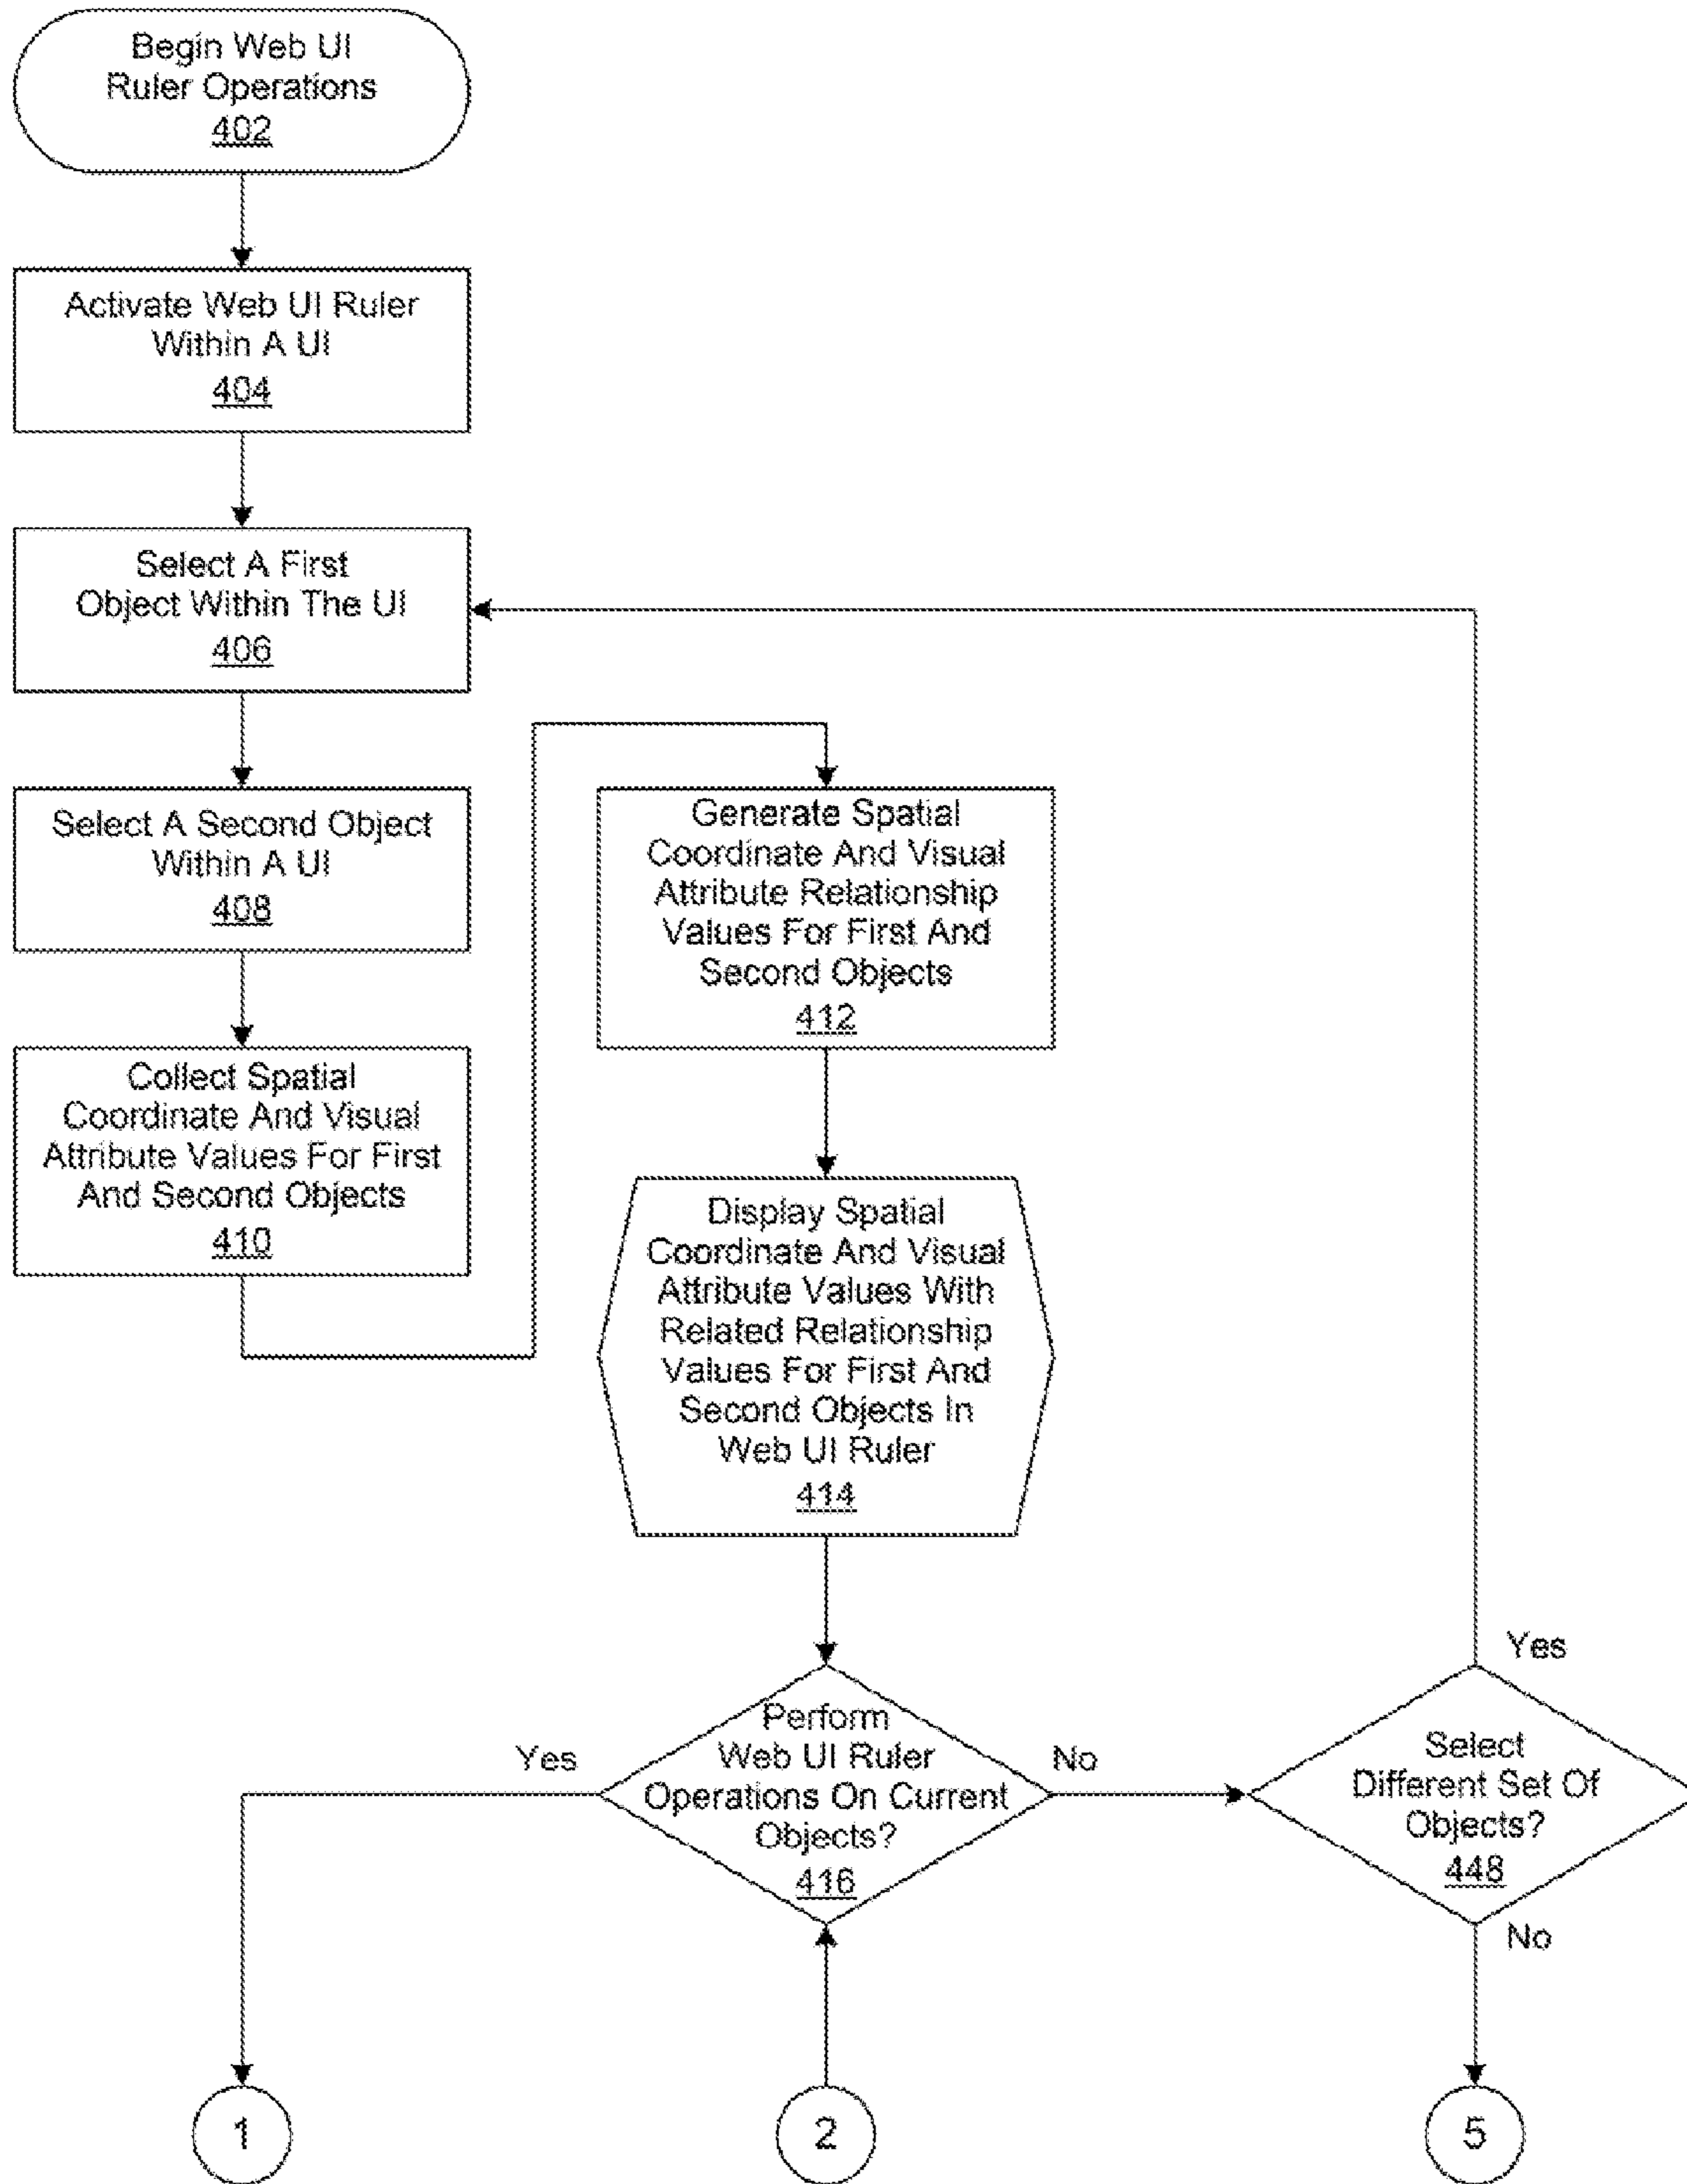 Begin Web UI
Ruler Operations
402
Activate Web UI Ruler
Within A UI
404
Select A First
Object Within The UI
406
Select A Second Object
Within A UI
408
Collect Spatial
Coordinate And Visual
Attribute Values For First
And Second Objects
410
Generate Spatial
Coordinate And Visual
Attribute Relationship
Values For First And
Second Objects
412
Display Spatial
Coordinate And Visual
Attribute Values With
Related Relationship
Values For First And
Second Objects In
Web UI Ruler
414
Perform
Web UI Ruler
Operations On Current
Objects?
416
Yes
No
Select
Different Set Of
Objects?
448
Yes
No
1
2
5